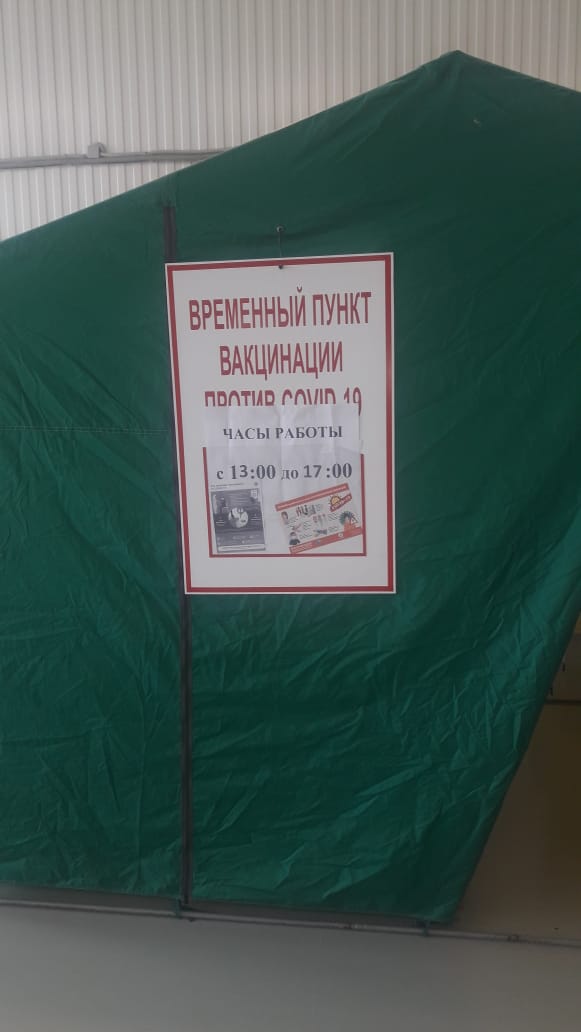 ВРЕМЕННЫЙ ПУНКТ
ВАКЦИНАЦИИ
ПРОТИВ COVID-19
ЧАСЫ РАБОТЫ
с 13:00 до 17:00